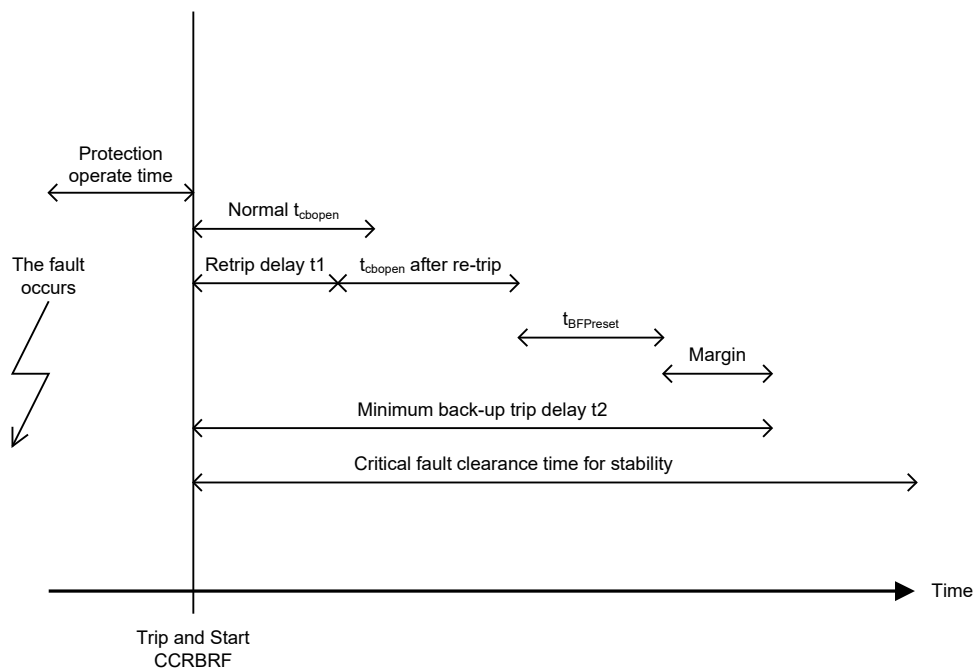 Protection
operate time
Normal tcbopen
The fault
occurs
Retrip delay t1
tcbopen after re-trip
tBFPreset
Margin
Minimum back-up trip delay t2
Critical fault clearance time for stability
Time
Trip and Start
CCRBRF